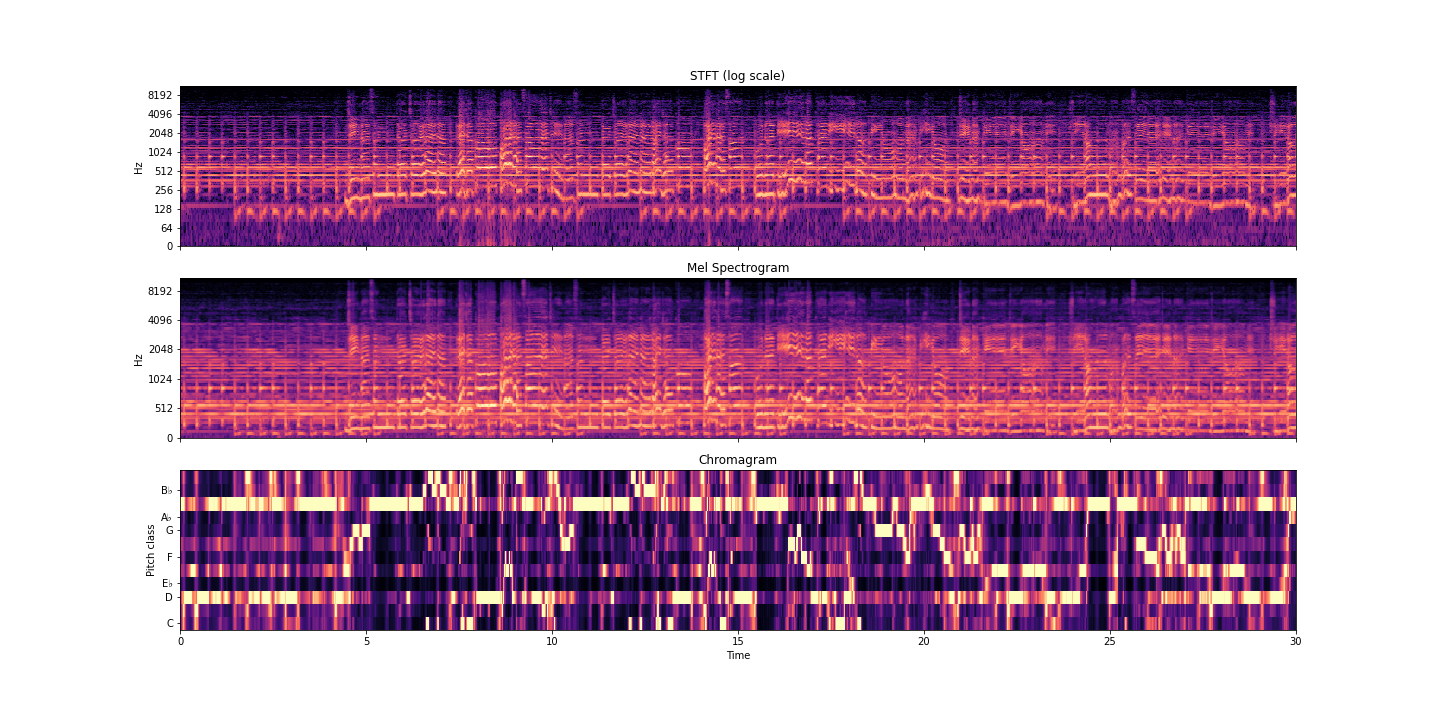 STFT (log scale)
8192
4096
2048
1024
512
256
128
64
0
Hz
Mel Spectrogram
8192
4096
2048
1024
512
0
Hz
Chromagram
B♭
A♭
G
F
E♭
D
C
Pitch class
0 5 10 15 20 25 30
Time